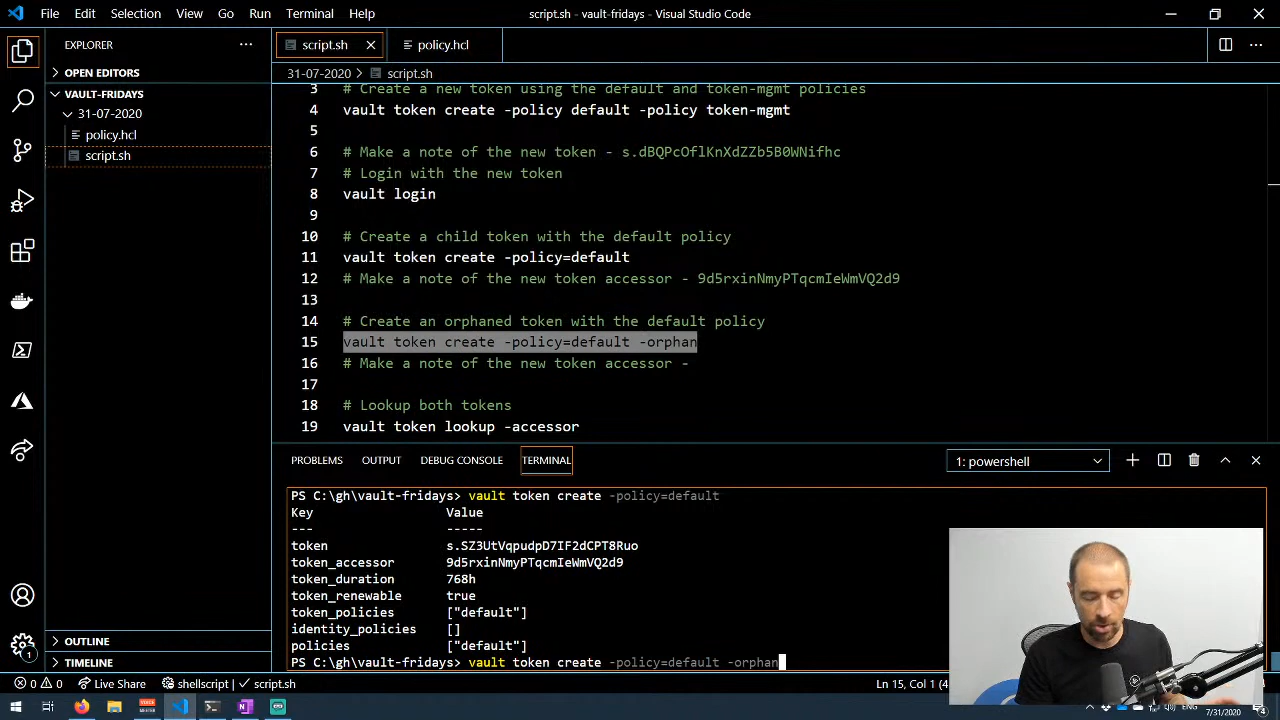 File Edit Selection View Go Run Terminal Help script.sh - vault-fridays - Visual Studio Code
EXPLORER
OPEN EDITORS
VAULT-FRIDAYS
31-07-2020
policy.hcl
script.sh
OUTLINE
TIMELINE
script.sh policy.hcl
31-07-2020 script.sh
3 # Create a new token using the default and token-mgmt policies
4 vault token create -policy default -policy token-mgmt
5
6 # Make a note of the new token - s.dBQPcOflKnXdZZb5B0WNifhc
7 # Login with the new token
8 vault login
9
10 # Create a child token with the default policy
11 vault token create -policy=default
12 # Make a note of the new token accessor - 9d5rxinNmyPTqcmIeWmVQ2d9
13
14 # Create an orphaned token with the default policy
15 vault token create -policy=default -orphan
16 # Make a note of the new token accessor -
17
18 # Lookup both tokens
19 vault token lookup -accessor
PROBLEMS OUTPUT DEBUG CONSOLE TERMINAL 1: powershell
PS C:\gh\vault-fridays> vault token create -policy=default
Key Value
--- -----
token s.SZ3UtVqpudpD7IF2dCPT8Ruo
token_accessor 9d5rxinNmyPTqcmIeWmVQ2d9
token_duration 768h
token_renewable true
token_policies ["default"]
identity_policies []
policies ["default"]
PS C:\gh\vault-fridays> vault token create -policy=default -orphan
1
0 0 Live Share shellscript script.sh Ln 15, Col 1 (4
ENG
7/31/2020